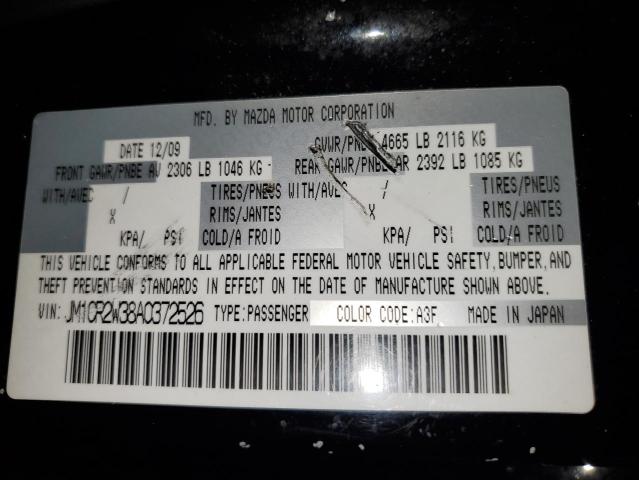 MFD. BY MAZDA MOTOR CORPORATION
DATE 12/09 GVWR/PNBV 4665 LB 2116 KG
FRONT GAWR/PNBE AV 2306 LB 1046 KG REAR GAWR/PNBE AR 2392 LB 1085 KG
WITH/AVEC / TIRES/PNEUS WITH/AVEC / TIRES/PNEUS
X RIMS/JANTES X RIMS/JANTES
KPA/ PSI COLD/A FROID KPA/ PSI COLD/A FROID
THIS VEHICLE CONFORMS TO ALL APPLICABLE FEDERAL MOTOR VEHICLE SAFETY, BUMPER, AND
THEFT PREVENTION STANDARDS IN EFFECT ON THE DATE OF MANUFACTURE SHOWN ABOVE.
VIN: JM1CR2W38A0372526 TYPE:PASSENGER COLOR CODE: A3F MADE IN JAPAN